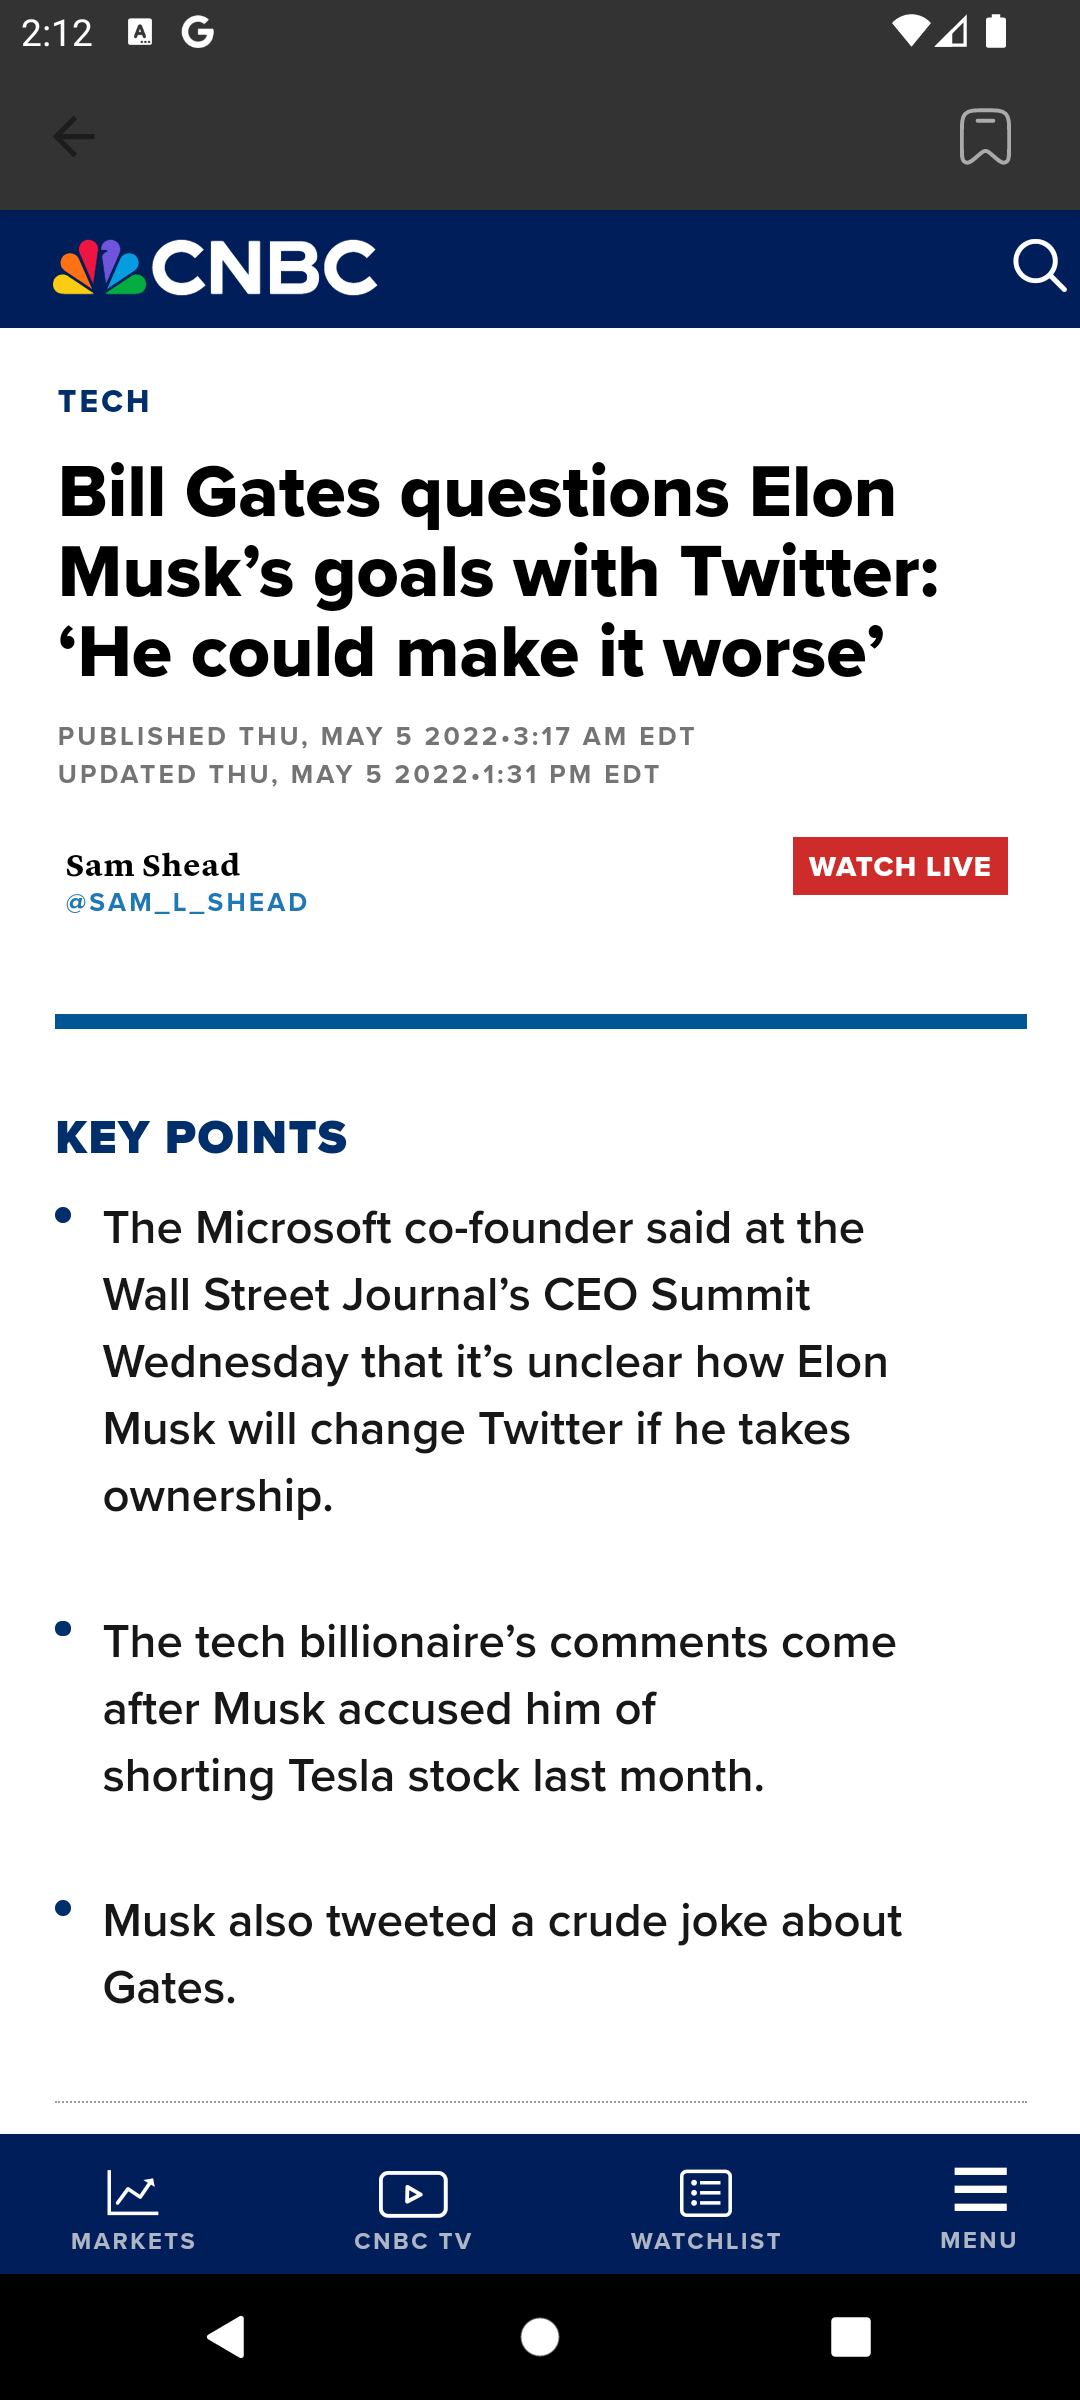 2:12
CNBC
TECH
Bill Gates questions Elon
Musk’s goals with Twitter:
‘He could make it worse’
PUBLISHED THU, MAY 5 2022•3:17 AM EDT
UPDATED THU, MAY 5 2022•1:31 PM EDT
Sam Shead
@SAM_L_SHEAD
WATCH LIVE
KEY POINTS
• The Microsoft co-founder said at the
Wall Street Journal’s CEO Summit
Wednesday that it’s unclear how Elon
Musk will change Twitter if he takes
ownership.
• The tech billionaire’s comments come
after Musk accused him of
shorting Tesla stock last month.
• Musk also tweeted a crude joke about
Gates.
MARKETS
CNBC TV
WATCHLIST
MENU